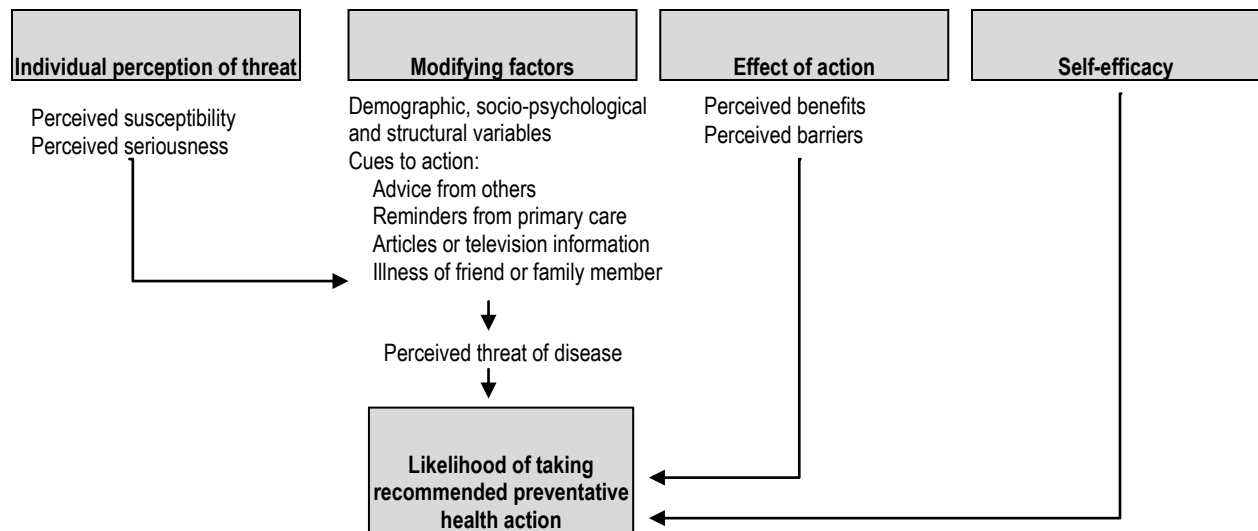 Individual perception of threat
Modifying factors
Effect of action
Self-efficacy
Perceived susceptibility
Perceived seriousness
Demographic, socio-psychological
and structural variables
Cues to action:
Advice from others
Reminders from primary care
Articles or television information
Illness of friend or family member
Perceived benefits
Perceived barriers
Perceived threat of disease
Likelihood of taking
recommended preventative
health action